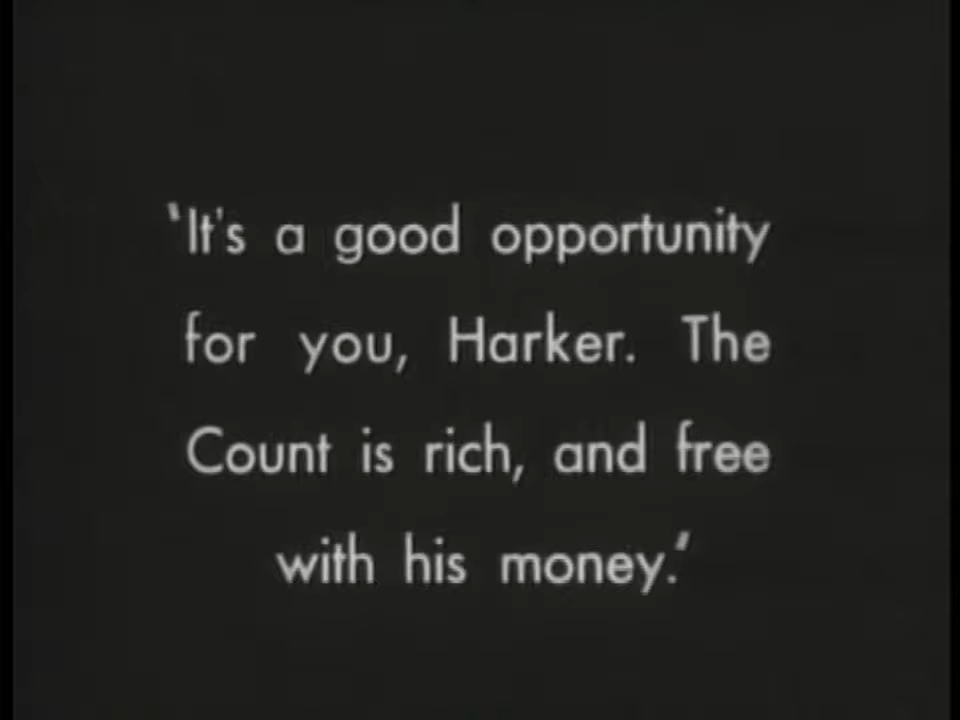 'It's a good opportunity
for you, Harker. The
Count is rich, and free
with his money.'